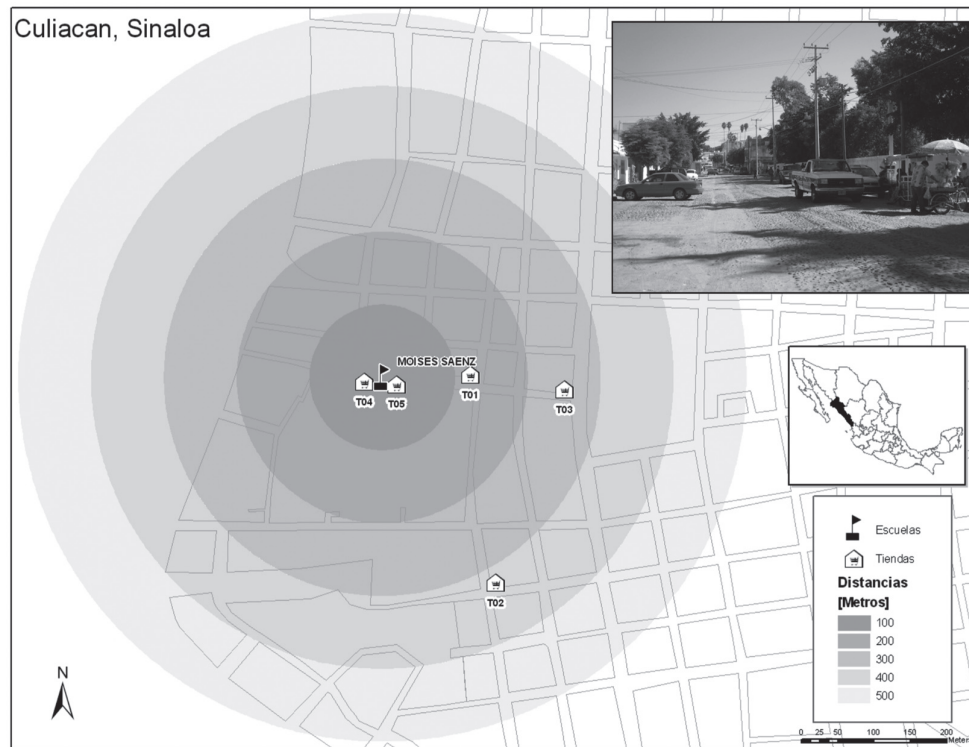 Culiacan, Sinaloa
MOISES SAENZ
T04
T05
T01
T03
T02
N
Escuelas
Tiendas
Distancias
[Metros]
100
200
300
400
500
0 25 50 100 150 200